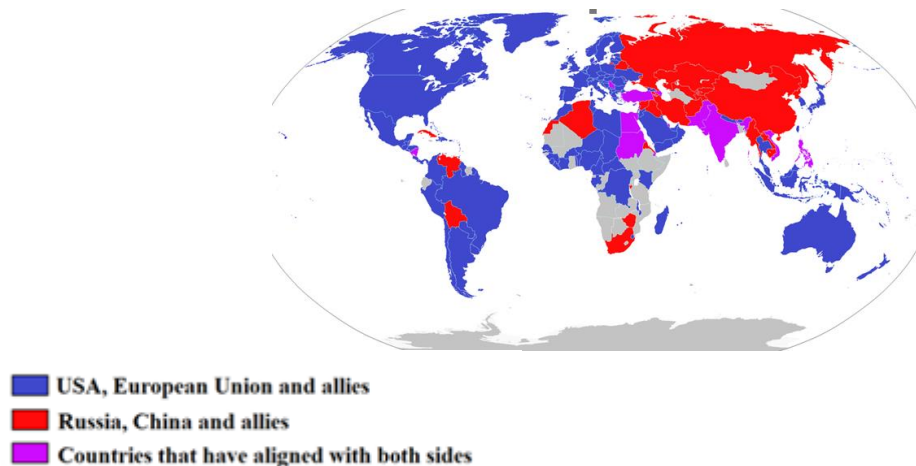 USA, European Union and allies
Russia, China and allies
Countries that have aligned with both sides